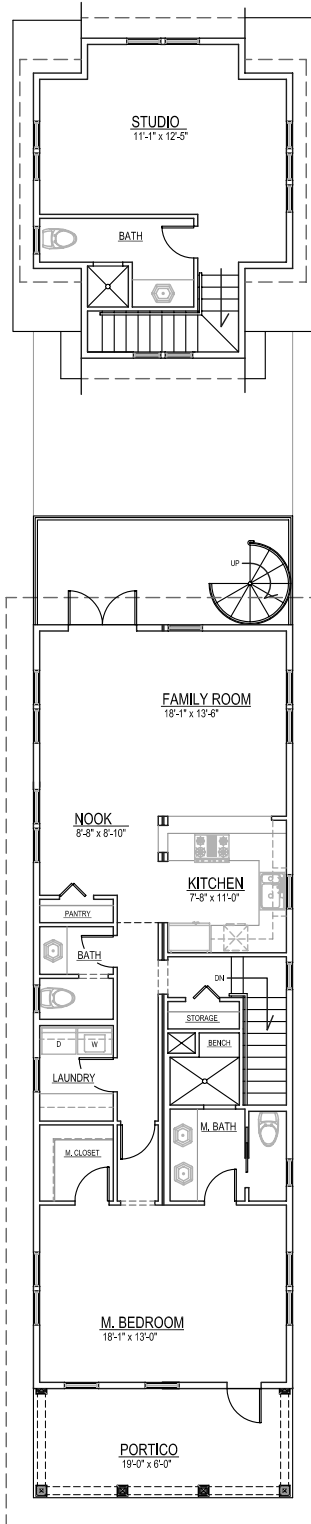 STUDIO
11'-1" x 12'-5"
BATH
UP
FAMILY ROOM
18'-1" x 13'-6"
NOOK
8'-8" x 8'-10"
KITCHEN
7'-8" x 11'-0"
PANTRY
BATH
DN
STORAGE
D
W
BENCH
LAUNDRY
M. BATH
M. CLOSET
M. BEDROOM
18'-1" x 13'-0"
PORTICO
19'-0" x 6'-0"